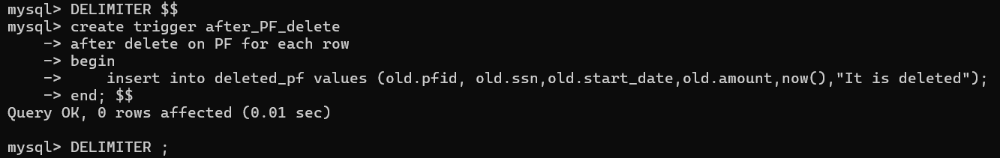 mysql> DELIMITER $$
mysql> create trigger after_PF_delete
    -> after delete on PF for each row
    -> begin
    ->     insert into deleted_pf values (old.pfid, old.ssn,old.start_date,old.amount,now(),"It is deleted");
    -> end; $$
Query OK, 0 rows affected (0.01 sec)

mysql> DELIMITER ;